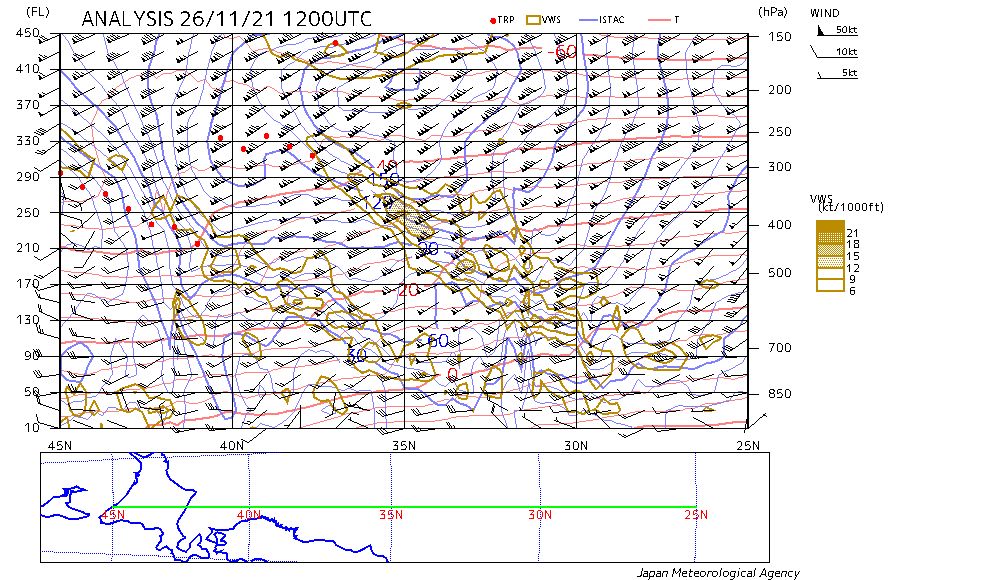 ANALYSIS 26/11/21 1200UTC
TRP VWS ISTAC T
(FL) (hPa) WIND
450 150 50kt
410 10kt
-60 5kt
370 200
330 250
290 300
-40
150
120
250 400
VWS
(kt/1000ft)
210 500
90
-20
170
21
18
15
12
9
6
130
60
90 700
30
0
50 850
10
45N 40N 35N 30N 25N
45N 40N 35N 30N 25N
Japan Meteorological Agency